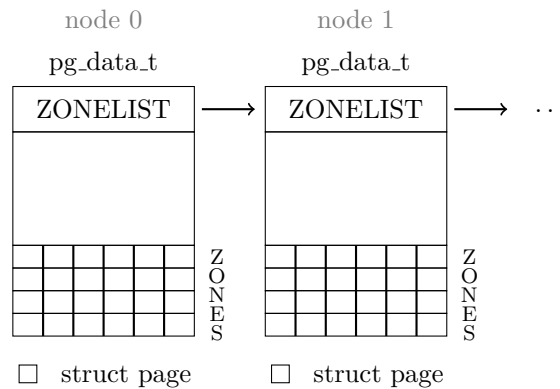 node 0
node 1
pg_data_t
pg_data_t
ZONELIST
ZONELIST
. .
ZONES
ZONES
struct page
struct page